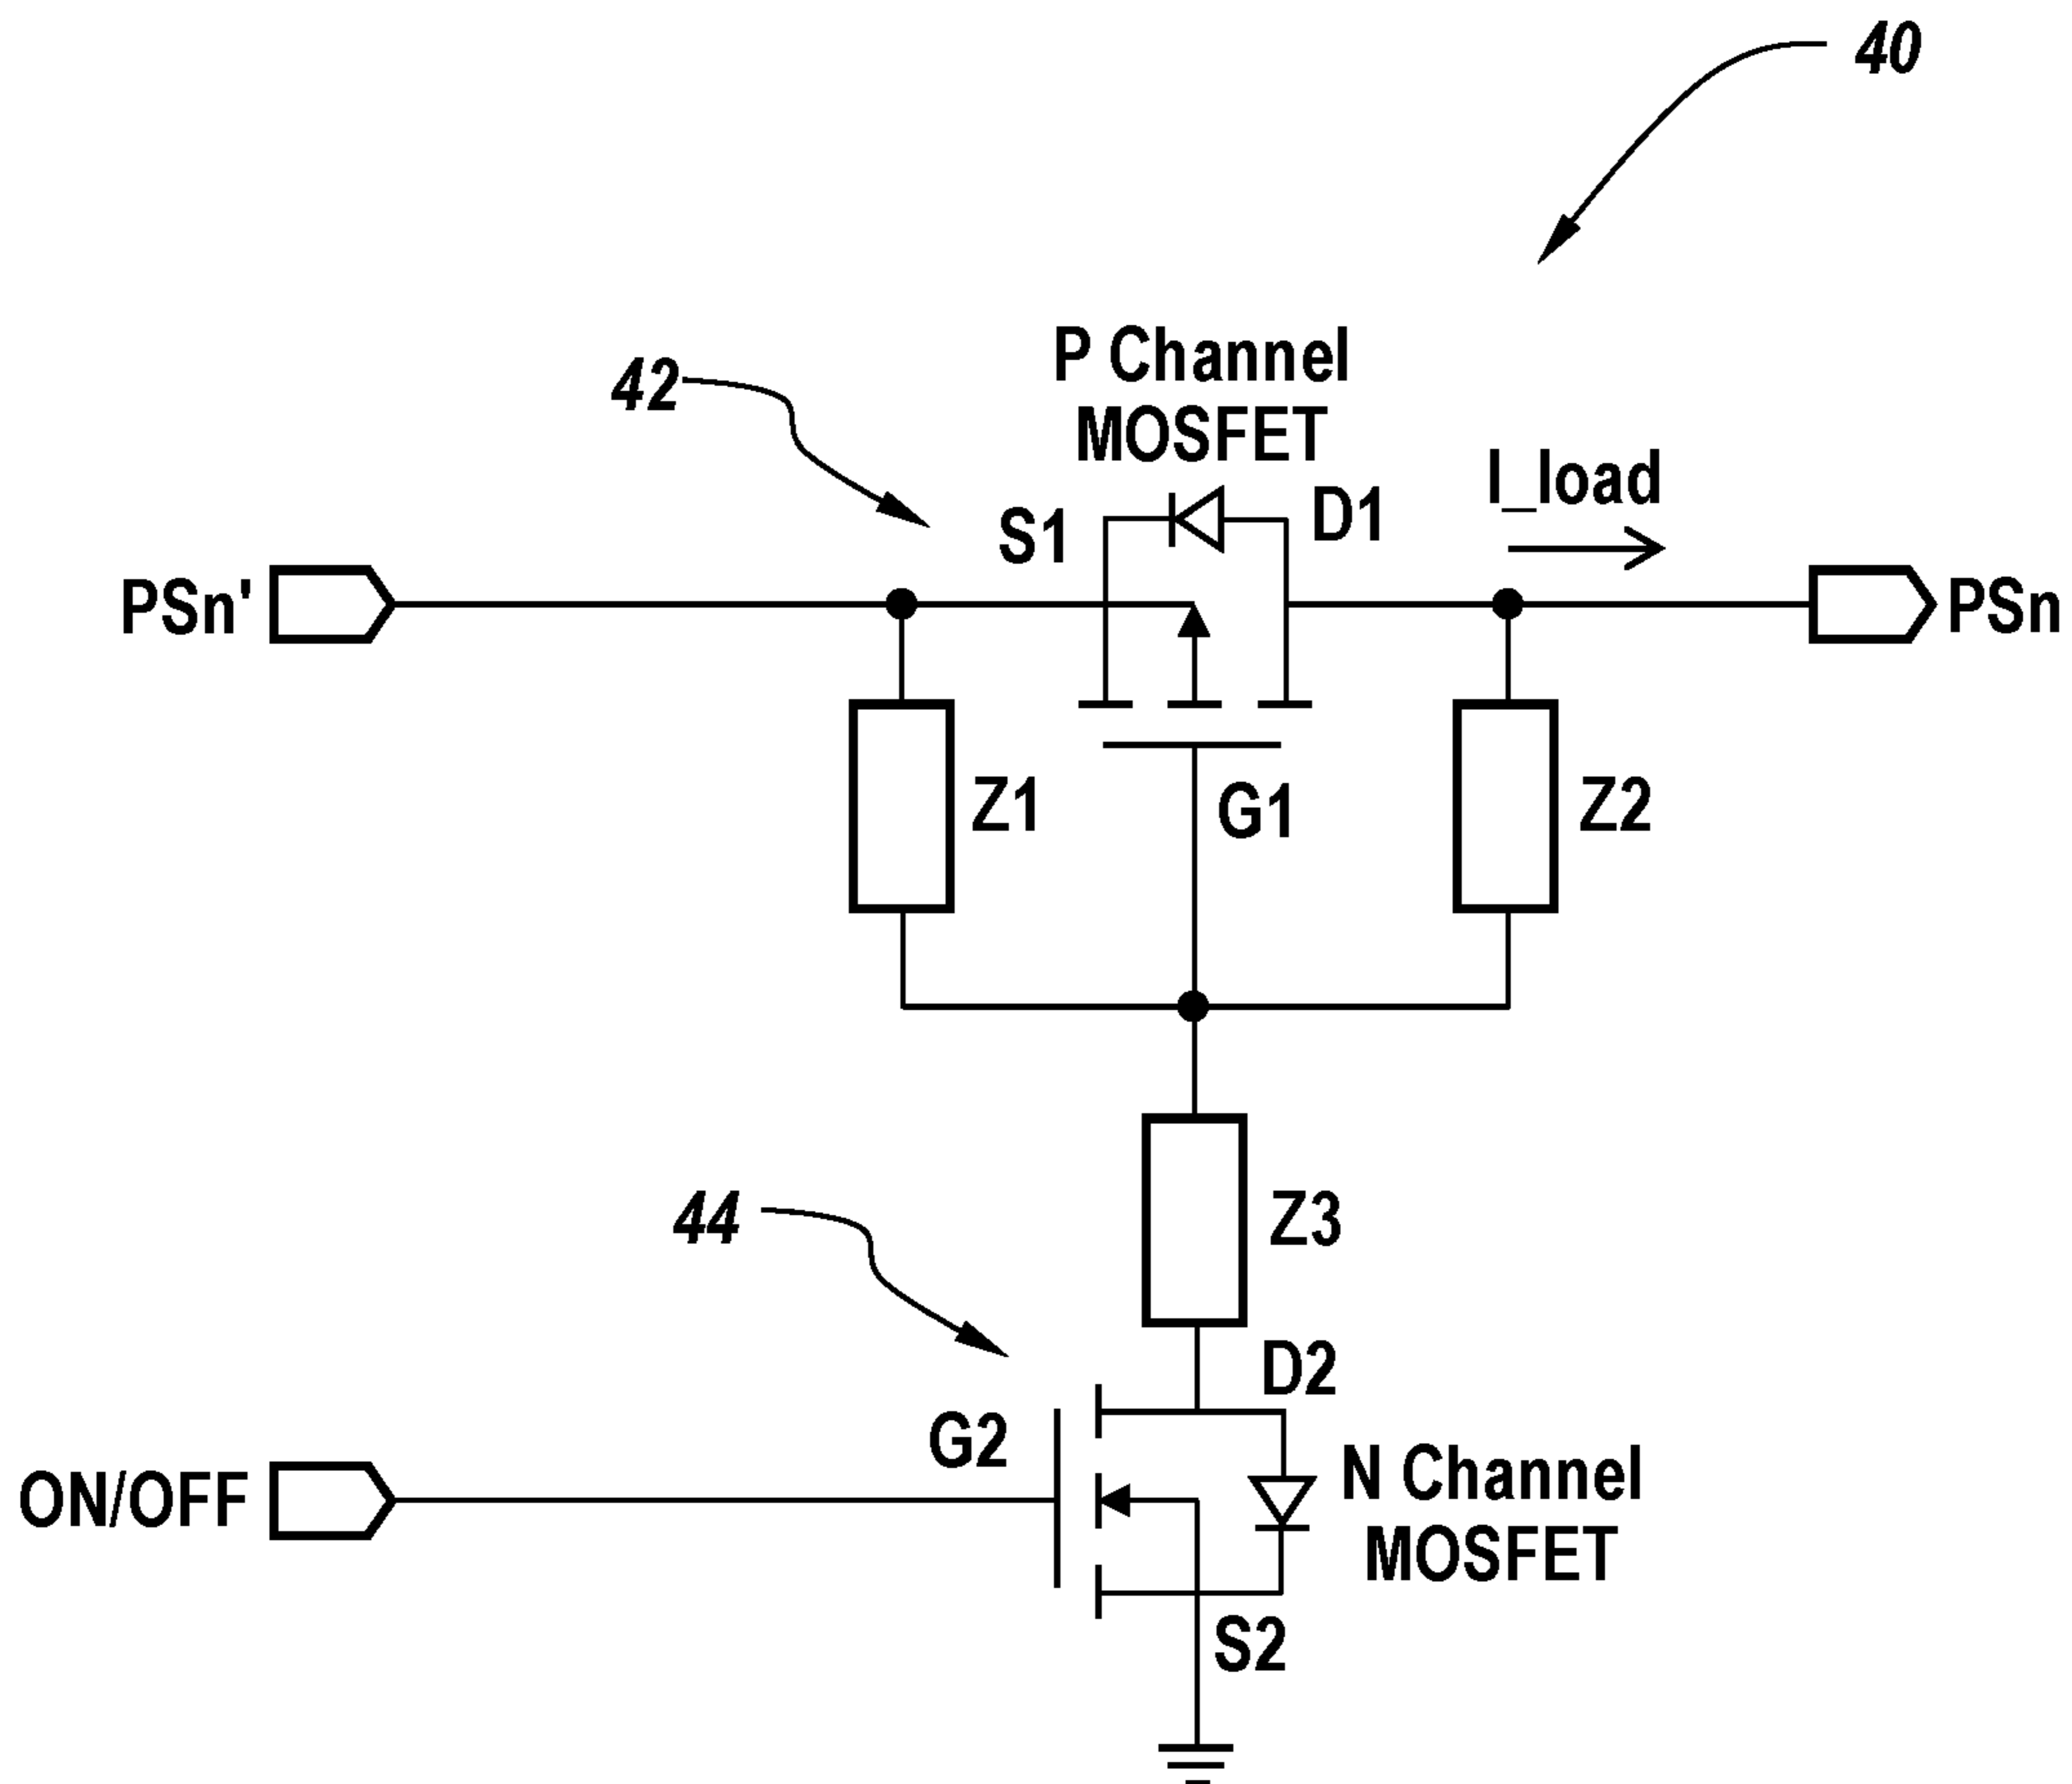 40
P Channel
MOSFET
42
I_load
S1
D1
PSn'
PSn
Z1
G1
Z2
Z3
44
D2
G2
N Channel
MOSFET
ON/OFF
S2